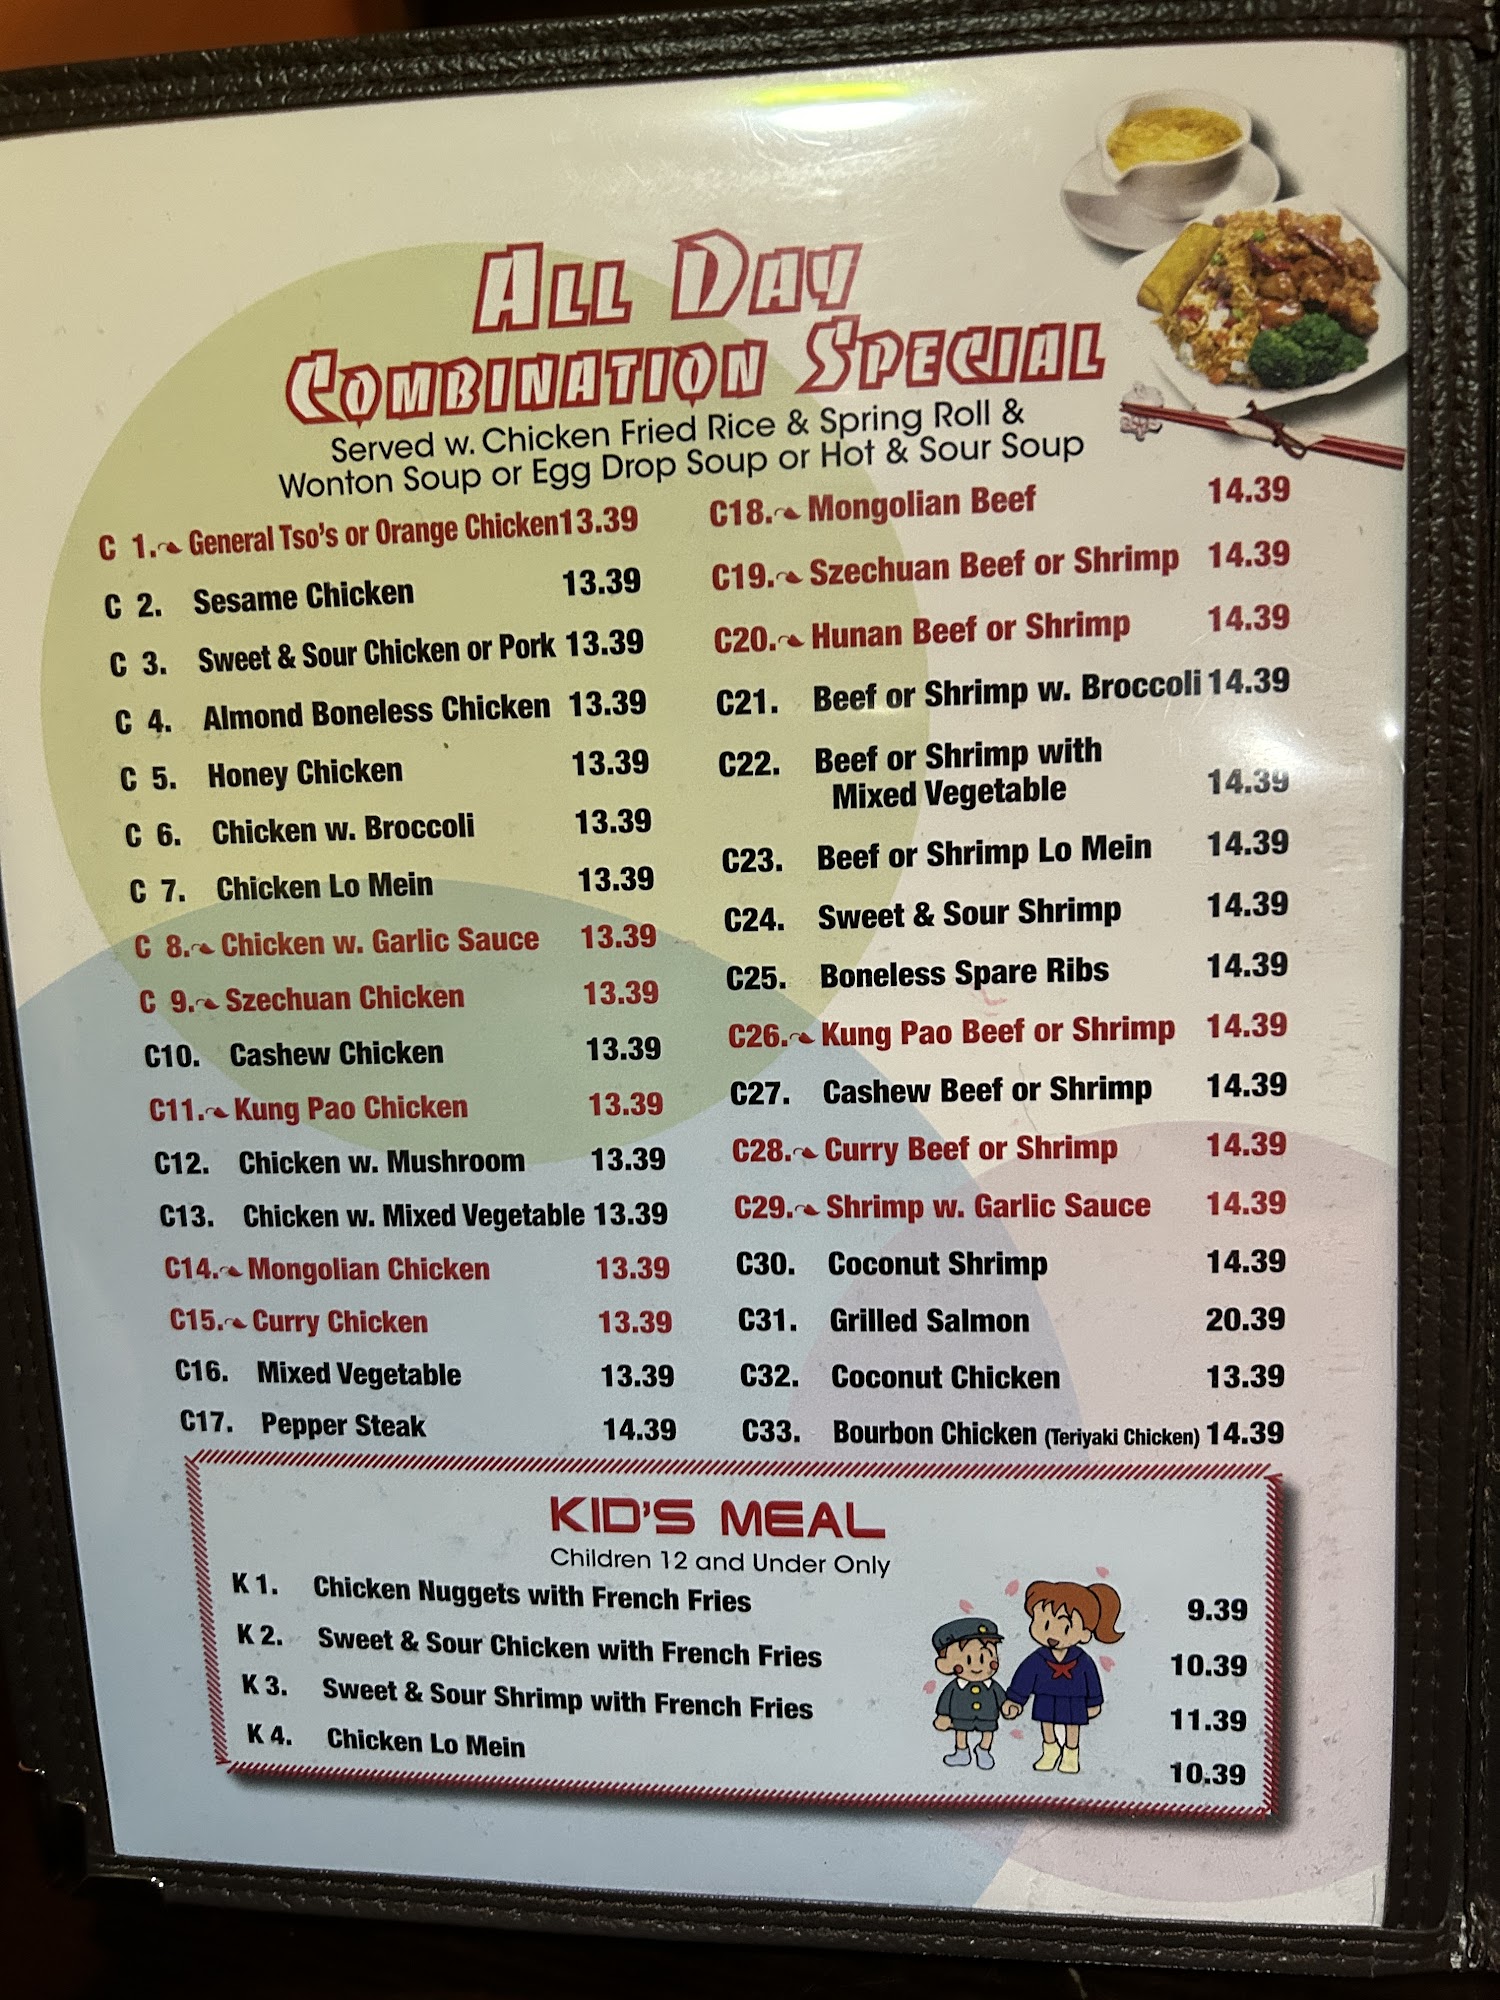 All Day
Combination Special
Served w. Chicken Fried Rice & Spring Roll &
Wonton Soup or Egg Drop Soup or Hot & Sour Soup
C 1. General Tso's or Orange Chicken 13.39
C 2. Sesame Chicken 13.39
C 3. Sweet & Sour Chicken or Pork 13.39
C 4. Almond Boneless Chicken 13.39
C 5. Honey Chicken 13.39
C 6. Chicken w. Broccoli 13.39
C 7. Chicken Lo Mein 13.39
C 8. Chicken w. Garlic Sauce 13.39
C 9. Szechuan Chicken 13.39
C10. Cashew Chicken 13.39
C11. Kung Pao Chicken 13.39
C12. Chicken w. Mushroom 13.39
C13. Chicken w. Mixed Vegetable 13.39
C14. Mongolian Chicken 13.39
C15. Curry Chicken 13.39
C16. Mixed Vegetable 13.39
C17. Pepper Steak 14.39
C18. Mongolian Beef 14.39
C19. Szechuan Beef or Shrimp 14.39
C20. Hunan Beef or Shrimp 14.39
C21. Beef or Shrimp w. Broccoli 14.39
C22. Beef or Shrimp with
Mixed Vegetable 14.39
C23. Beef or Shrimp Lo Mein 14.39
C24. Sweet & Sour Shrimp 14.39
C25. Boneless Spare Ribs 14.39
C26. Kung Pao Beef or Shrimp 14.39
C27. Cashew Beef or Shrimp 14.39
C28. Curry Beef or Shrimp 14.39
C29. Shrimp w. Garlic Sauce 14.39
C30. Coconut Shrimp 14.39
C31. Grilled Salmon 20.39
C32. Coconut Chicken 13.39
C33. Bourbon Chicken (Teriyaki Chicken) 14.39
KID'S MEAL
Children 12 and Under Only
K 1. Chicken Nuggets with French Fries 9.39
K 2. Sweet & Sour Chicken with French Fries 10.39
K 3. Sweet & Sour Shrimp with French Fries 11.39
K 4. Chicken Lo Mein 10.39